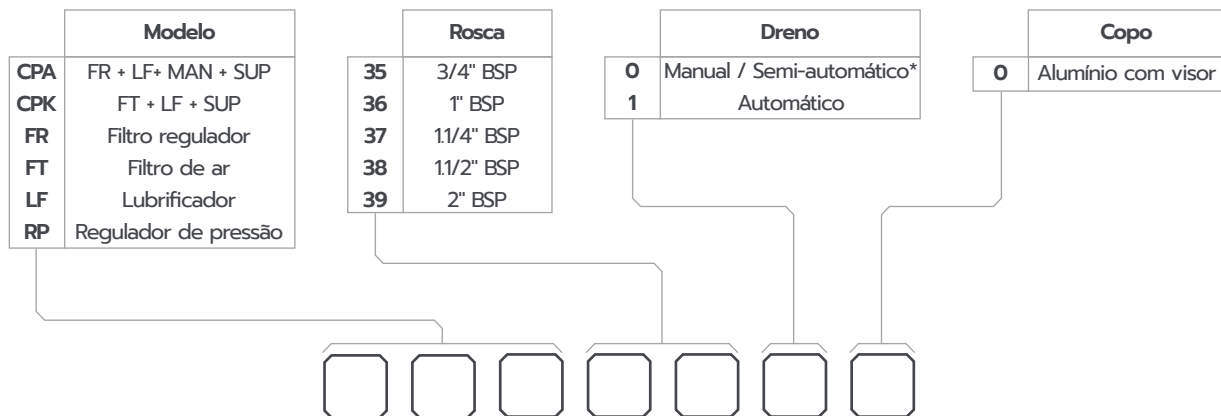 Modelo
CPA FR + LF+ MAN + SUP
CPK FT + LF + SUP
FR Filtro regulador
FT Filtro de ar
LF Lubrificador
RP Regulador de pressão
Rosca
35 3/4" BSP
36 1" BSP
37 1.1/4" BSP
38 1.1/2" BSP
39 2" BSP
Dreno
0 Manual / Semi-automático*
1 Automático
Copo
0 Alumínio com visor